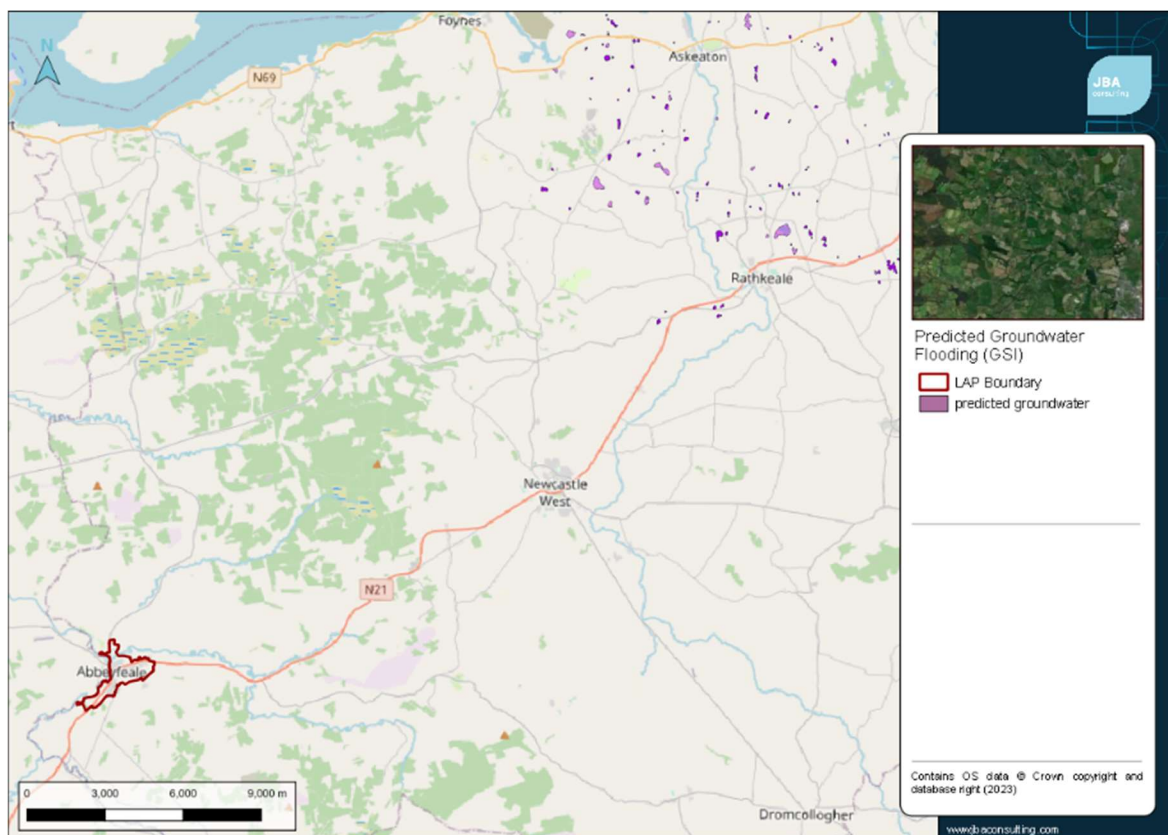 Foynes
N
N69
Askeaton
Rathkeale
Newcastle
West
N21
Abbeyfeale
Dromcollogher
0 3,000 6,000 9,000 m
JBA
consulting
Predicted Groundwater
Flooding (GSI)
LAP Boundary
predicted groundwater
Contains OS data © Crown copyright and
database right (2023)
www.jbaconsulting.com